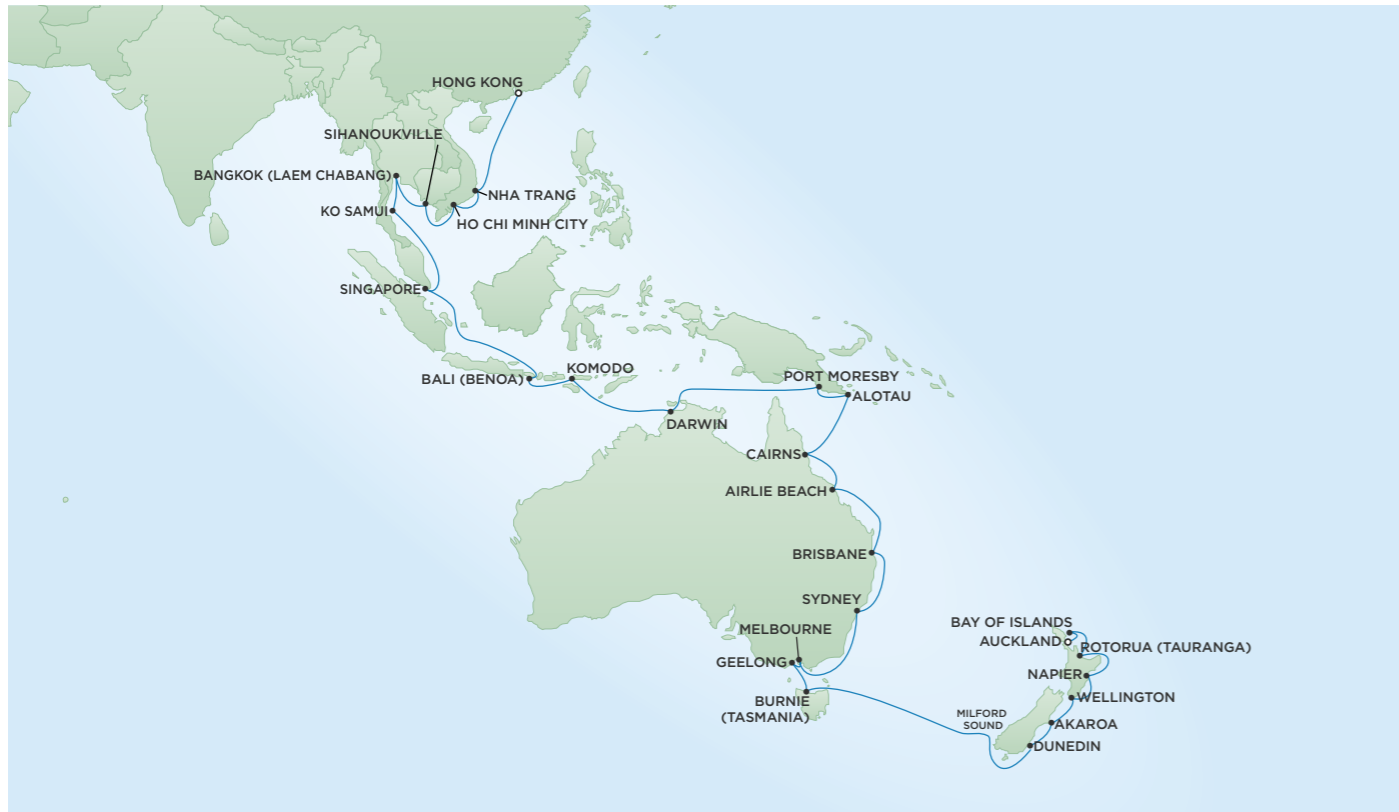 HONG KONG
SIHANOUKVILLE
BANGKOK (LAEM CHABANG)
NHA TRANG
KO SAMUI
HO CHI MINH CITY
SINGAPORE
KOMODO
BALI (BENOA)
PORT MORESBY
ALOTAU
DARWIN
CAIRNS
AIRLIE BEACH
BRISBANE
SYDNEY
MELBOURNE
GEELONG
BURNIE
(TASMANIA)
BAY OF ISLANDS
AUCKLAND
ROTORUA (TAURANGA)
NAPIER
WELLINGTON
MILFORD
SOUND
AKAROA
DUNEDIN